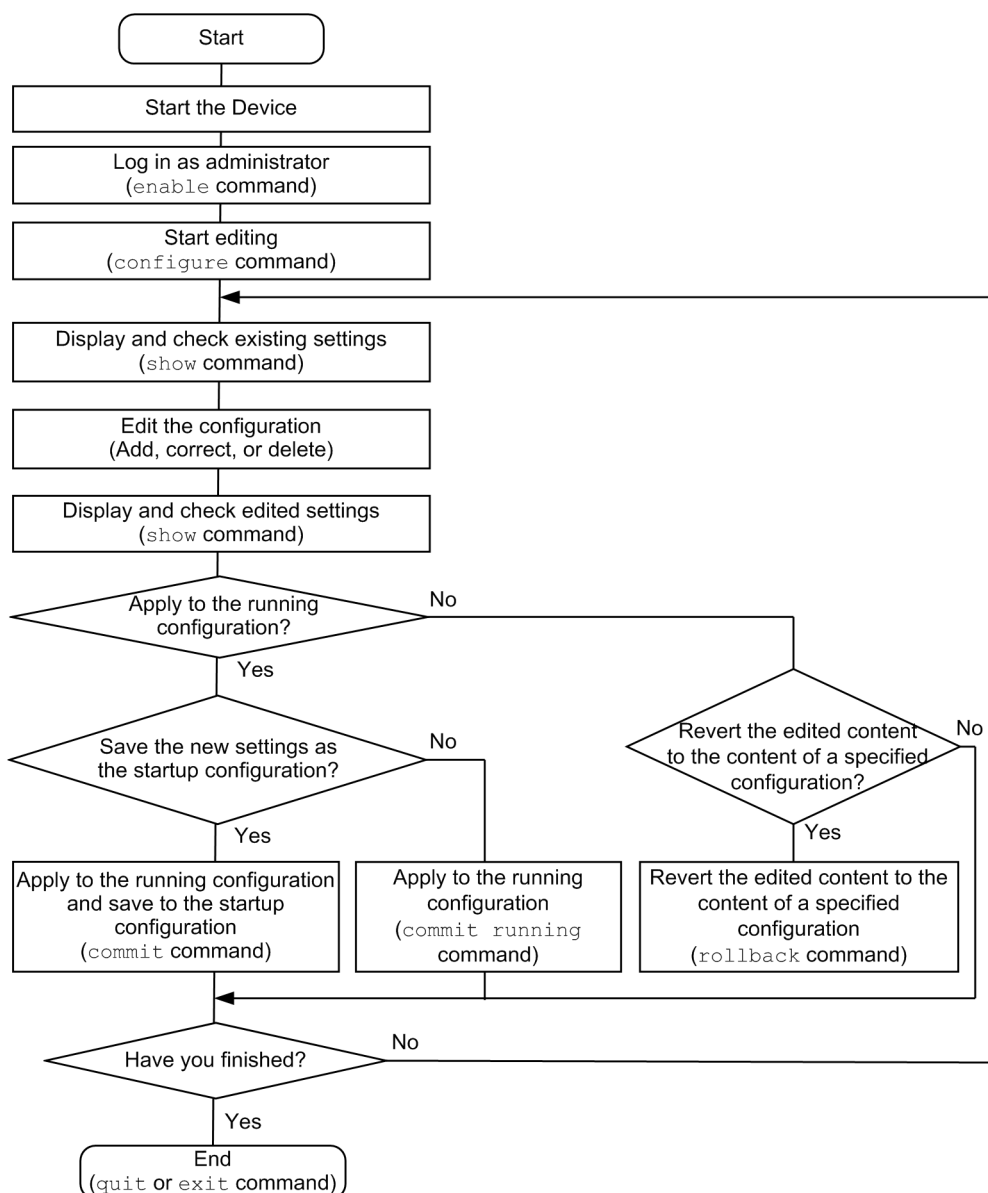 Start
Start the Device
Log in as administrator
(enable command)
Start editing
(configure command)
Display and check existing settings
(show command)
Edit the configuration
(Add, correct, or delete)
Display and check edited settings
(show command)
Apply to the running
configuration?
No
Yes
Save the new settings as
the startup configuration?
No
Yes
Revert the edited content
to the content of a specified
configuration?
No
Yes
Apply to the running configuration
and save to the startup
configuration
(commit command)
Apply to the running
configuration
(commit running
command)
Revert the edited content to the
content of a specified
configuration
(rollback command)
Have you finished?
No
Yes
End
(quit or exit command)